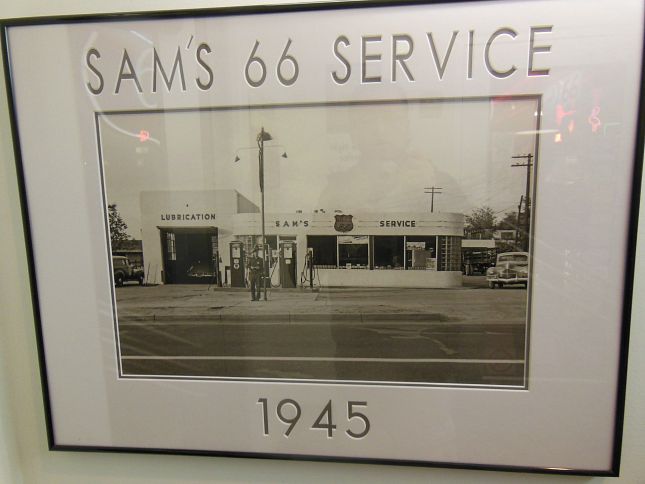 SAM'S 66 SERVICE
LUBRICATION
SAM'S SERVICE
1945